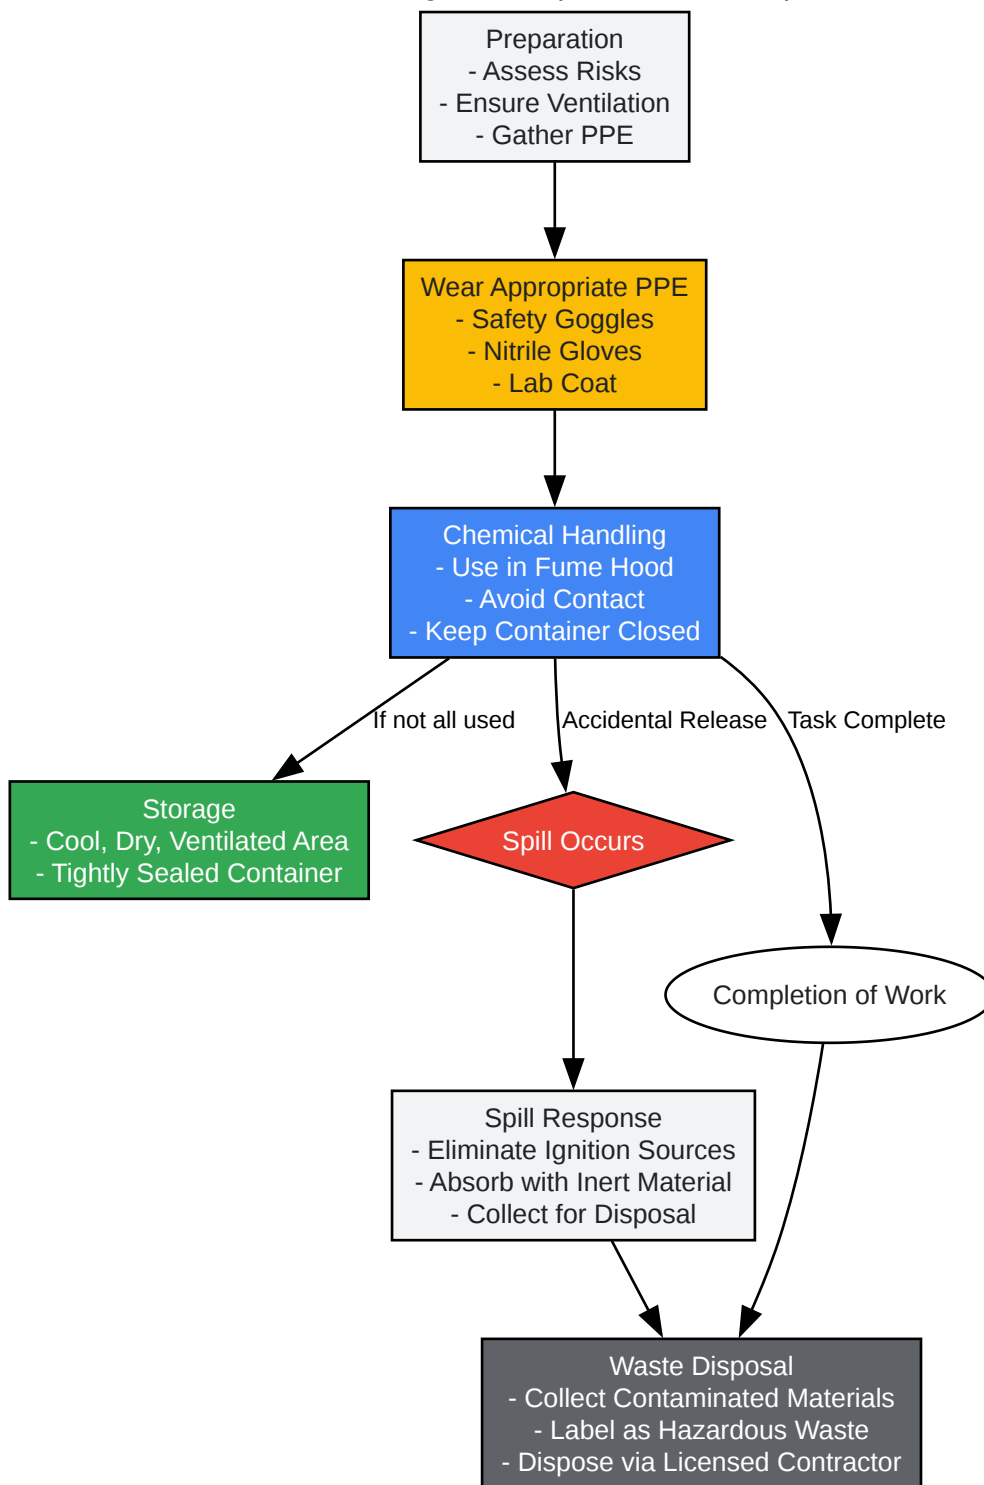 Preparation
- Assess Risks
- Ensure Ventilation
- Gather PPE
Wear Appropriate PPE
- Safety Goggles
- Nitrile Gloves
- Lab Coat
Chemical Handling
- Use in Fume Hood
- Avoid Contact
- Keep Container Closed
If not all used
Accidental Release
Task Complete
Storage
- Cool, Dry, Ventilated Area
- Tightly Sealed Container
Spill Occurs
Completion of Work
Spill Response
- Eliminate Ignition Sources
- Absorb with Inert Material
- Collect for Disposal
Waste Disposal
- Collect Contaminated Materials
- Label as Hazardous Waste
- Dispose via Licensed Contractor